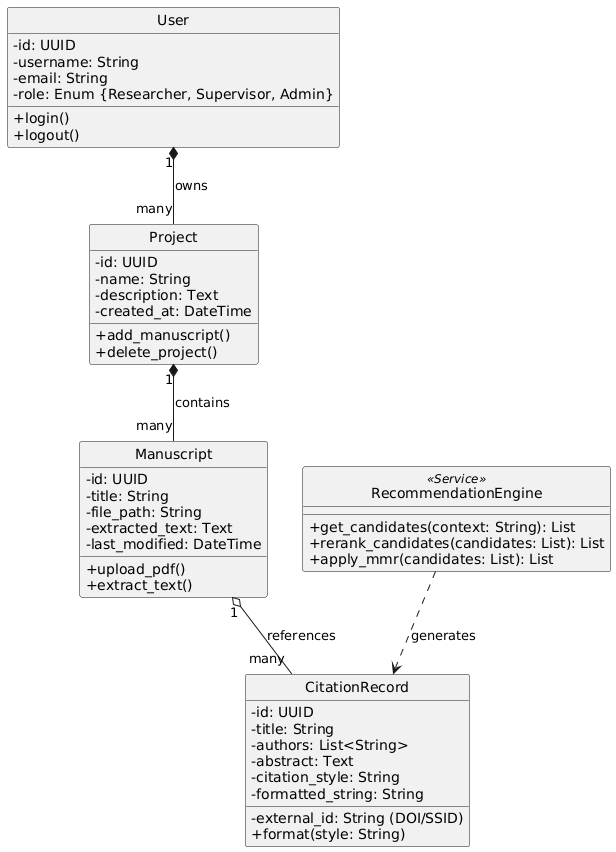 User
-id: UUID
-username: String
-email: String
-role: Enum {Researcher, Supervisor, Admin}
+login()
+logout()
1
owns
many
Project
-id: UUID
-name: String
-description: Text
-created_at: DateTime
+add_manuscript()
+delete_project()
1
contains
many
Manuscript
-id: UUID
-title: String
-file_path: String
-extracted_text: Text
-last_modified: DateTime
+upload_pdf()
+extract_text()
«Service»
RecommendationEngine
+get_candidates(context: String): List
+rerank_candidates(candidates: List): List
+apply_mmr(candidates: List): List
1
references
many
generates
CitationRecord
-id: UUID
-title: String
-authors: List<String>
-abstract: Text
-citation_style: String
-formatted_string: String
-external_id: String (DOI/SSID)
+format(style: String)